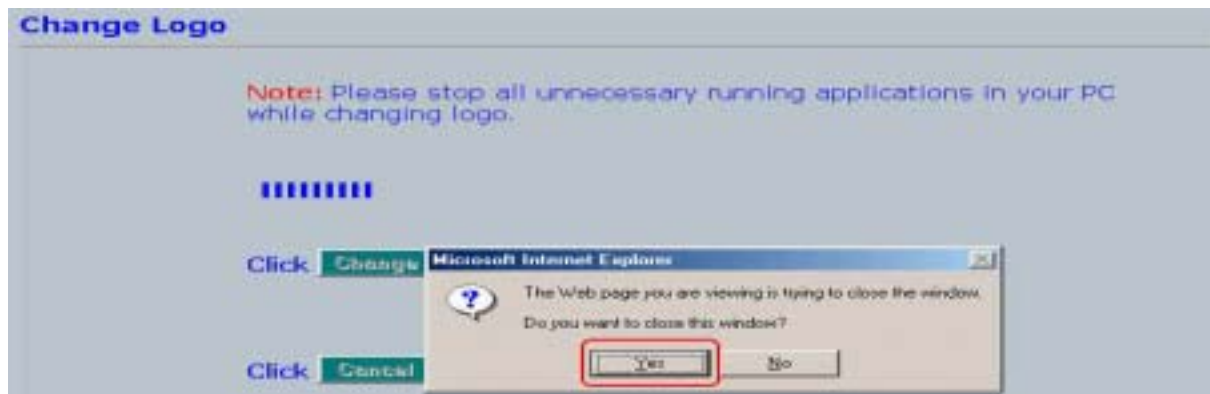 Change Logo
Note: Please stop all unnecessary running applications in your PC
while changing logo.
Click Change
Microsoft Internet Explorer
The Web page you are viewing is trying to close the window.
Do you want to close this window?
Yes No
Click Cancel